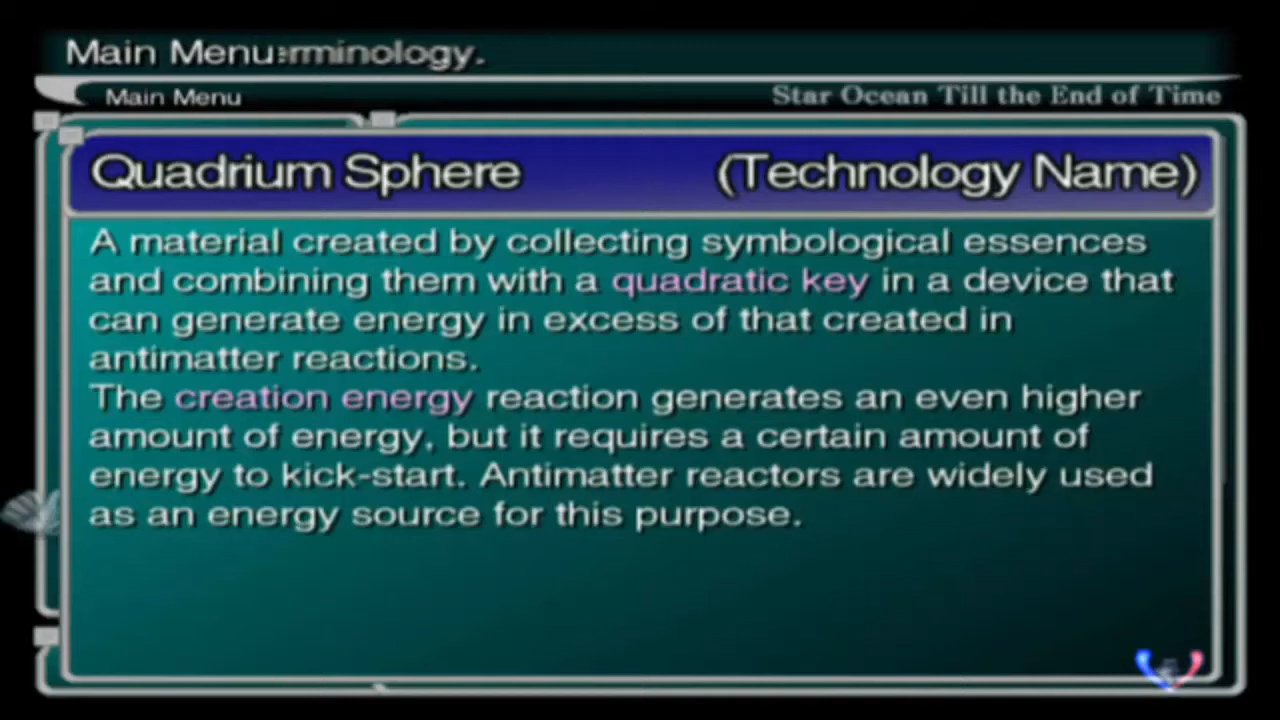 Main Menu rminology.
Main Menu
Star Ocean Till the End of Time
Quadrium Sphere (Technology Name)
A material created by collecting symbological essences
and combining them with a quadratic key in a device that
can generate energy in excess of that created in
antimatter reactions.
The creation energy reaction generates an even higher
amount of energy, but it requires a certain amount of
energy to kick-start. Antimatter reactors are widely used
as an energy source for this purpose.